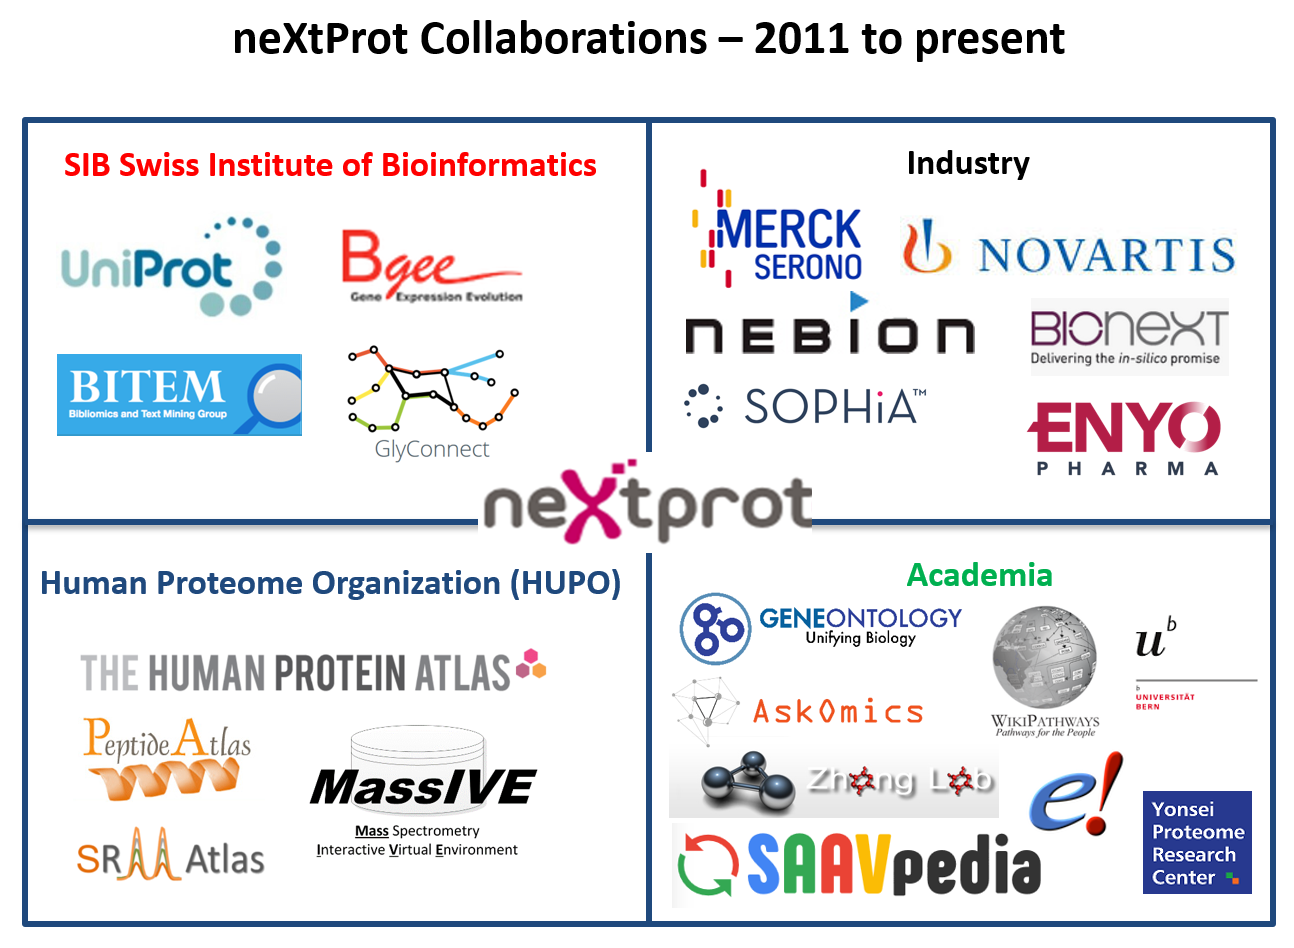 neXtProt Collaborations – 2011 to present
SIB Swiss Institute of Bioinformatics
UniProt
Bgee
Gene Expression Evolution
BITEM
Bibliomics and Text Mining Group
GlyConnect
Industry
MERCK
SERONO
NOVARTIS
NEBION
BIONEXT
Delivering the in-silico promise
SOPHiA™
ENYO
PHARMA
neXtprot
Human Proteome Organization (HUPO)
THE HUMAN PROTEIN ATLAS
PeptideAtlas
MassIVE
Mass Spectrometry
Interactive Virtual Environment
SRMAtlas
Academia
GENEONTOLOGY
Unifying Biology
go
WIKIPATHWAYS
Pathways for the People
u b
b
UNIVERSITÄT
BERN
AskOmics
Zhang Lab
e!
SAAVpedia
Yonsei
Proteome
Research
Center